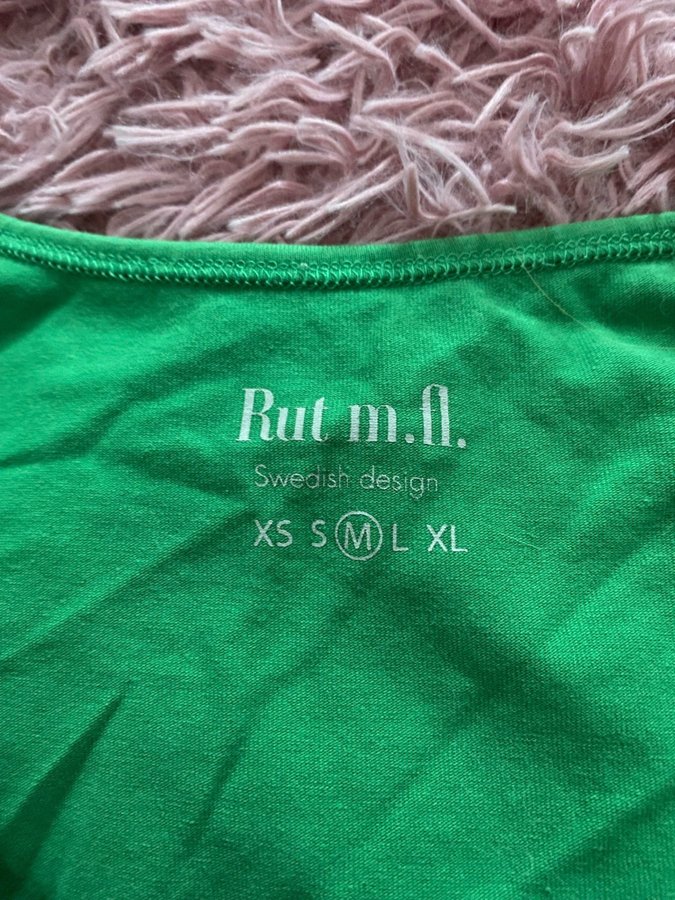 Rut m.fl.
Swedish design
XS S M L XL